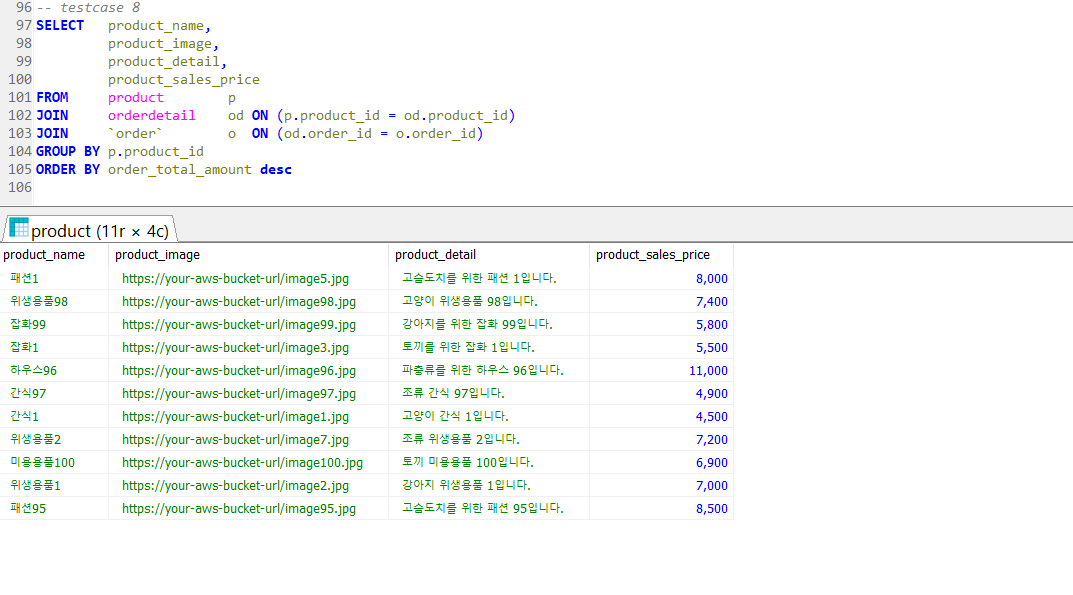 96 -- testcase 8
97 SELECT product_name,
98 product_image,
99 product_detail,
100 product_sales_price
101 FROM product p
102 JOIN orderdetail od ON (p.product_id = od.product_id)
103 JOIN `order` o ON (od.order_id = o.order_id)
104 GROUP BY p.product_id
105 ORDER BY order_total_amount desc
106
product (11r × 4c)
product_name product_image product_detail product_sales_price
패션1 https://your-aws-bucket-url/image5.jpg 고슴도치를 위한 패션 1입니다. 8,000
위생용품98 https://your-aws-bucket-url/image98.jpg 고양이 위생용품 98입니다. 7,400
잡화99 https://your-aws-bucket-url/image99.jpg 강아지를 위한 잡화 99입니다. 5,800
잡화1 https://your-aws-bucket-url/image3.jpg 토끼를 위한 잡화 1입니다. 5,500
하우스96 https://your-aws-bucket-url/image96.jpg 파충류를 위한 하우스 96입니다. 11,000
간식97 https://your-aws-bucket-url/image97.jpg 조류 간식 97입니다. 4,900
간식1 https://your-aws-bucket-url/image1.jpg 고양이 간식 1입니다. 4,500
위생용품2 https://your-aws-bucket-url/image7.jpg 조류 위생용품 2입니다. 7,200
미용용품100 https://your-aws-bucket-url/image100.jpg 토끼 미용용품 100입니다. 6,900
위생용품1 https://your-aws-bucket-url/image2.jpg 강아지 위생용품 1입니다. 7,000
패션95 https://your-aws-bucket-url/image95.jpg 고슴도치를 위한 패션 95입니다. 8,500